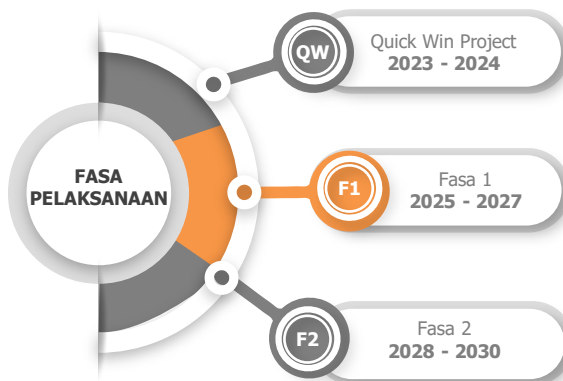 FASA
PELAKSANAAN
QW
Quick Win Project
2023 - 2024
F1
Fasa 1
2025 - 2027
F2
Fasa 2
2028 - 2030